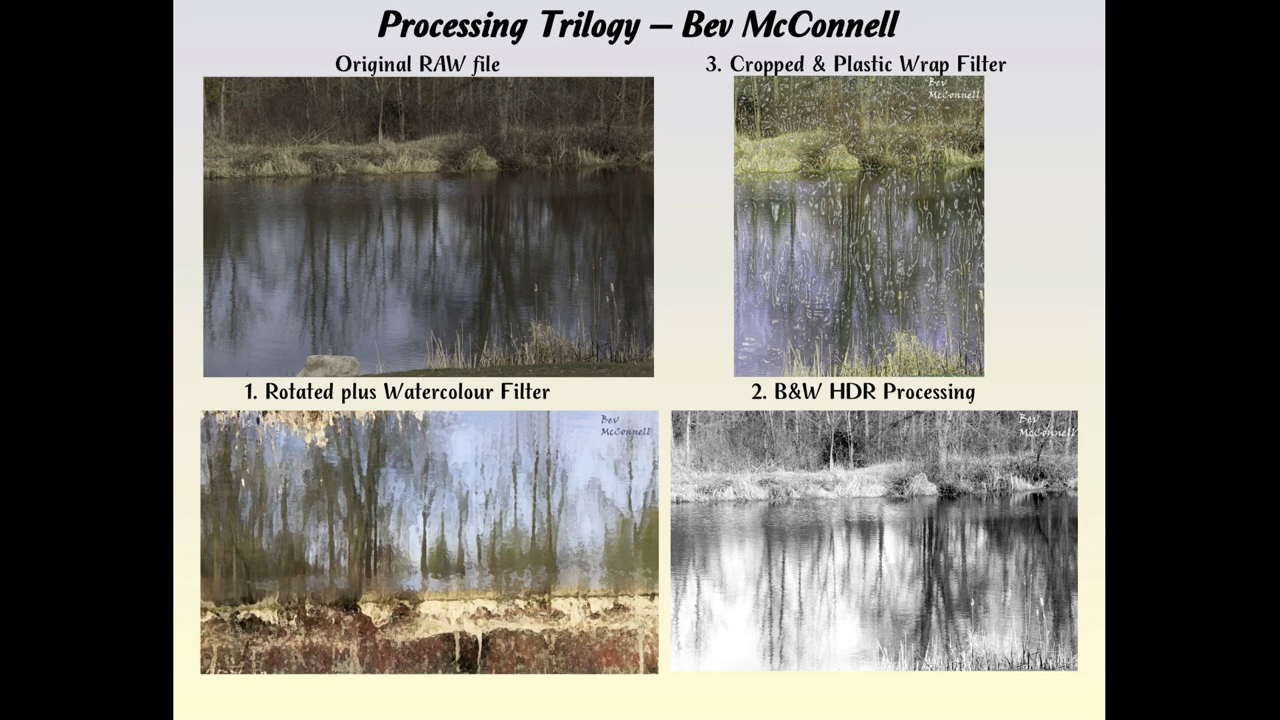 Processing Trilogy – Bev McConnell
Original RAW file
3. Cropped & Plastic Wrap Filter
Bev
McConnell
1. Rotated plus Watercolour Filter
2. B&W HDR Processing
Bev
McConnell
Bev
McConnell